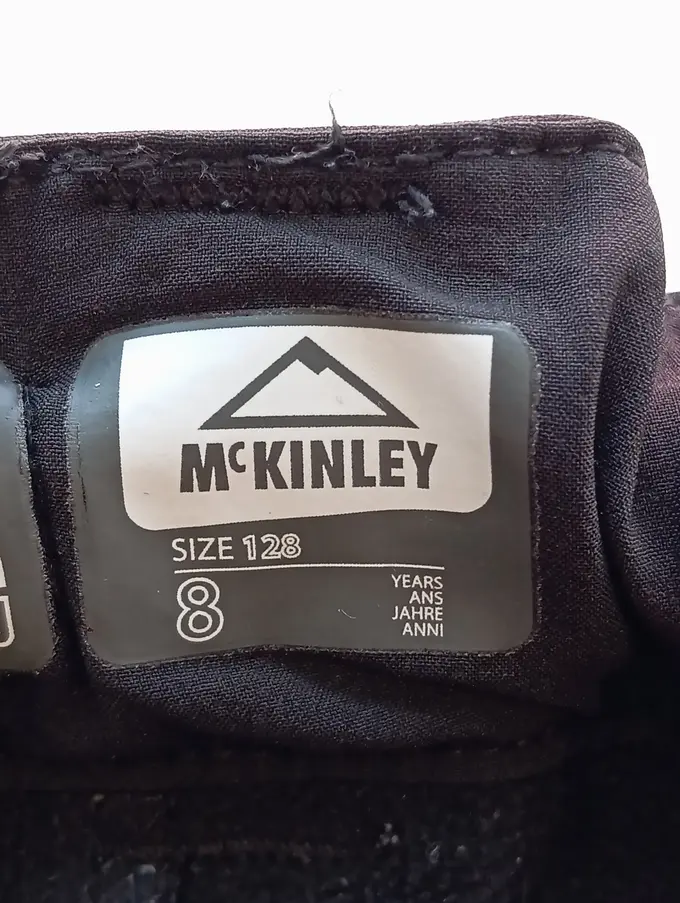 McKINLEY
SIZE 128
8
YEARS
ANS
JAHRE
ANNI